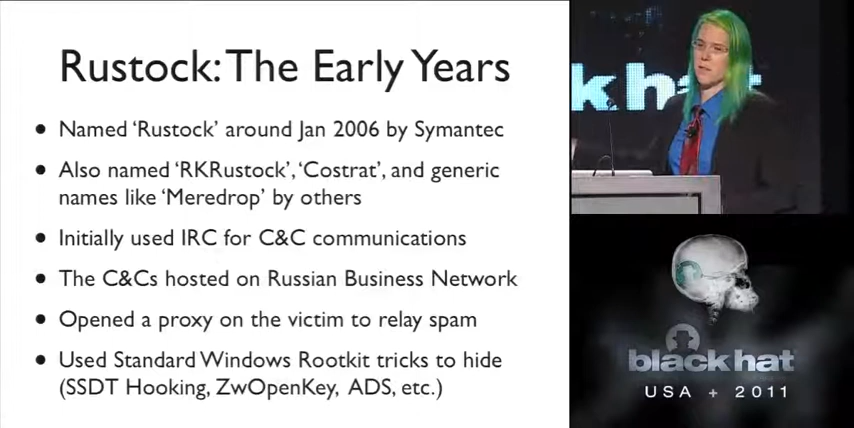 Rustock: The Early Years
• Named ‘Rustock’ around Jan 2006 by Symantec
• Also named ‘RKRustock’, ‘Costrat’, and generic
names like ‘Meredrop’ by others
• Initially used IRC for C&C communications
• The C&Cs hosted on Russian Business Network
• Opened a proxy on the victim to relay spam
• Used Standard Windows Rootkit tricks to hide
(SSDT Hooking, ZwOpenKey, ADS, etc.)
k hat
black hat
USA + 2011